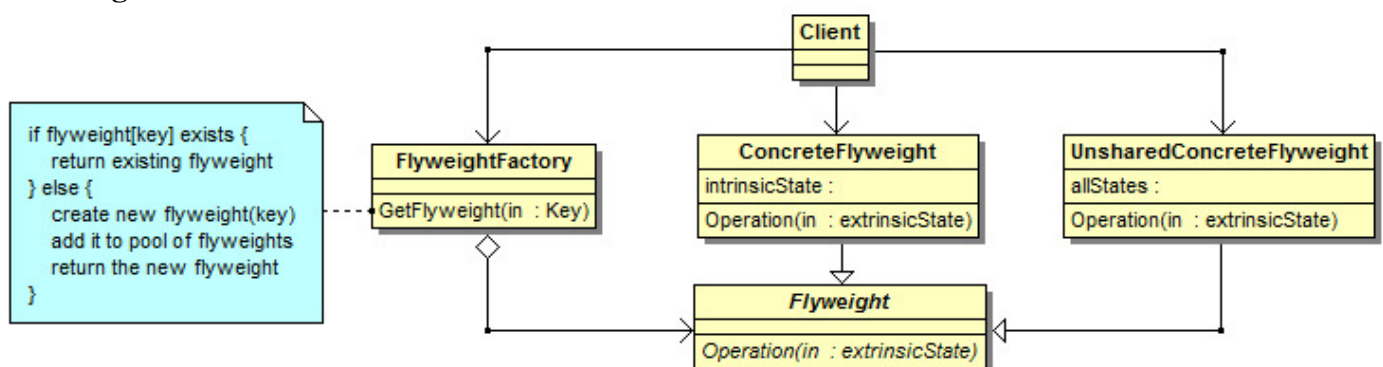 Client
if flyweight[key] exists {
return existing flyweight
} else {
create new flyweight(key)
add it to pool of flyweights
return the new flyweight
}
FlyweightFactory
GetFlyweight(in : Key)
ConcreteFlyweight
intrinsicState :
Operation(in : extrinsicState)
UnsharedConcreteFlyweight
allStates :
Operation(in : extrinsicState)
Flyweight
Operation(in : extrinsicState)